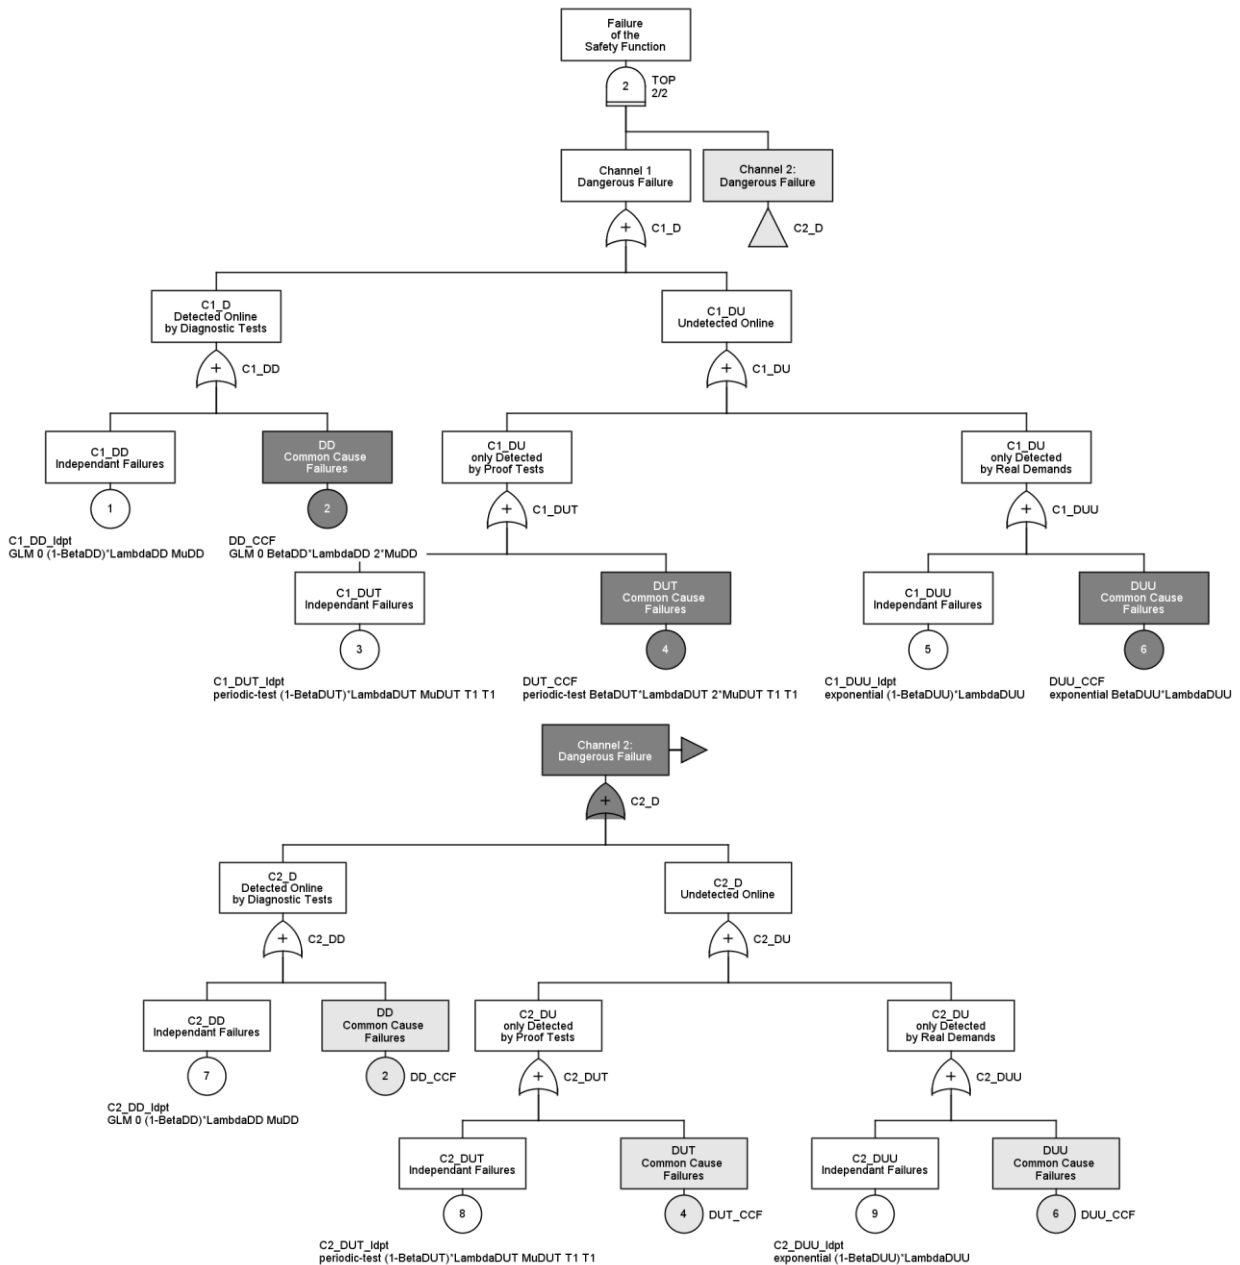 Failure
of the
Safety Function
2
TOP
2/2
Channel 1
Dangerous Failure
Channel 2:
Dangerous Failure
+
C1_D
C2_D
C1_D
Detected Online
by Diagnostic Tests
C1_DU
Undetected Online
+
C1_DD
+
C1_DU
C1_DD
Independant Failures
DD
Common Cause
Failures
C1_DU
only Detected
by Proof Tests
C1_DU
only Detected
by Real Demands
1
2
+
C1_DUT
+
C1_DUU
C1_DD_Idpt
GLM 0 (1-BetaDD)*LambdaDD MuDD
DD_CCF
GLM 0 BetaDD*LambdaDD 2*MuDD
C1_DUT
Independant Failures
DUT
Common Cause
Failures
C1_DUU
Independant Failures
DUU
Common Cause
Failures
3
4
5
6
C1_DUT_Idpt
periodic-test (1-BetaDUT)*LambdaDUT MuDUT T1 T1
DUT_CCF
periodic-test BetaDUT*LambdaDUT 2*MuDUT T1 T1
C1_DUU_Idpt
exponential (1-BetaDUU)*LambdaDUU
DUU_CCF
exponential BetaDUU*LambdaDUU
Channel 2:
Dangerous Failure
+
C2_D
C2_D
Detected Online
by Diagnostic Tests
C2_D
Undetected Online
+
C2_DD
+
C2_DU
C2_DD
Independant Failures
DD
Common Cause
Failures
C2_DU
only Detected
by Proof Tests
C2_DU
only Detected
by Real Demands
7
2
DD_CCF
+
C2_DUT
+
C2_DUU
C2_DD_Idpt
GLM 0 (1-BetaDD)*LambdaDD MuDD
C2_DUT
Independant Failures
DUT
Common Cause
Failures
C2_DUU
Independant Failures
DUU
Common Cause
Failures
8
4
DUT_CCF
9
6
DUU_CCF
C2_DUT_Idpt
periodic-test (1-BetaDUT)*LambdaDUT MuDUT T1 T1
C2_DUU_Idpt
exponential (1-BetaDUU)*LambdaDUU